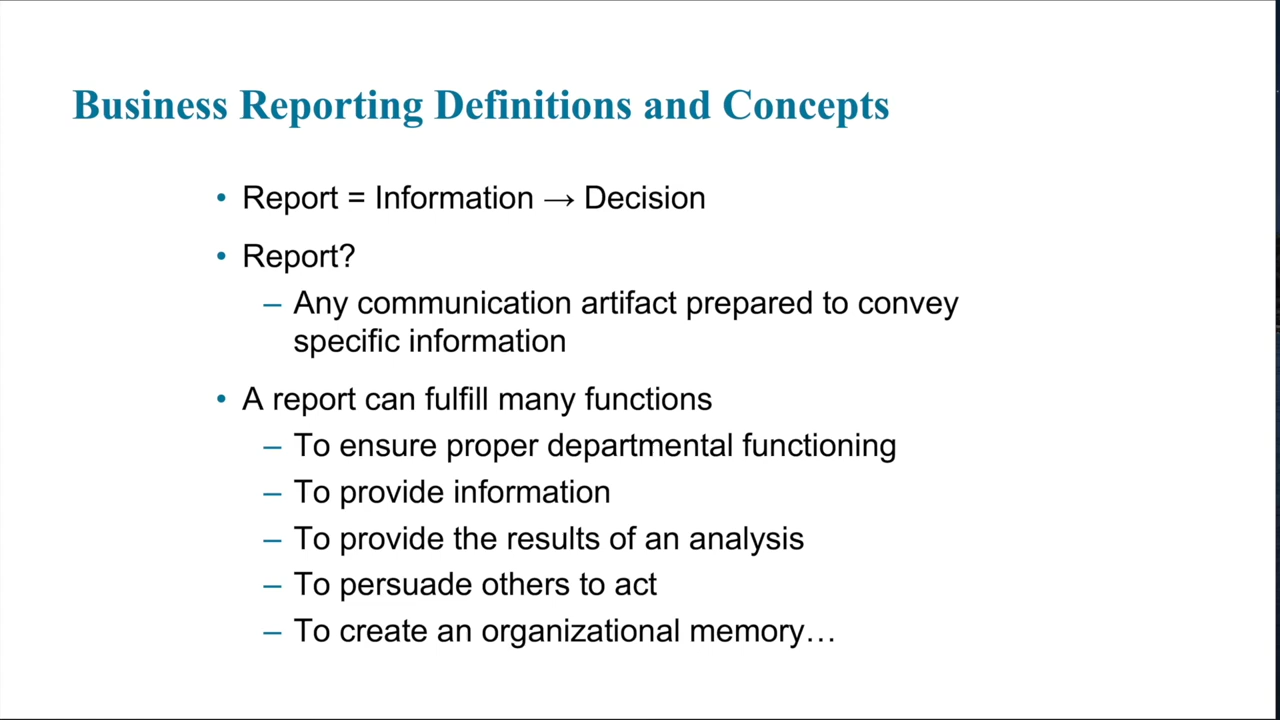 Business Reporting Definitions and Concepts
• Report = Information → Decision
• Report?
– Any communication artifact prepared to convey
specific information
• A report can fulfill many functions
– To ensure proper departmental functioning
– To provide information
– To provide the results of an analysis
– To persuade others to act
– To create an organizational memory…